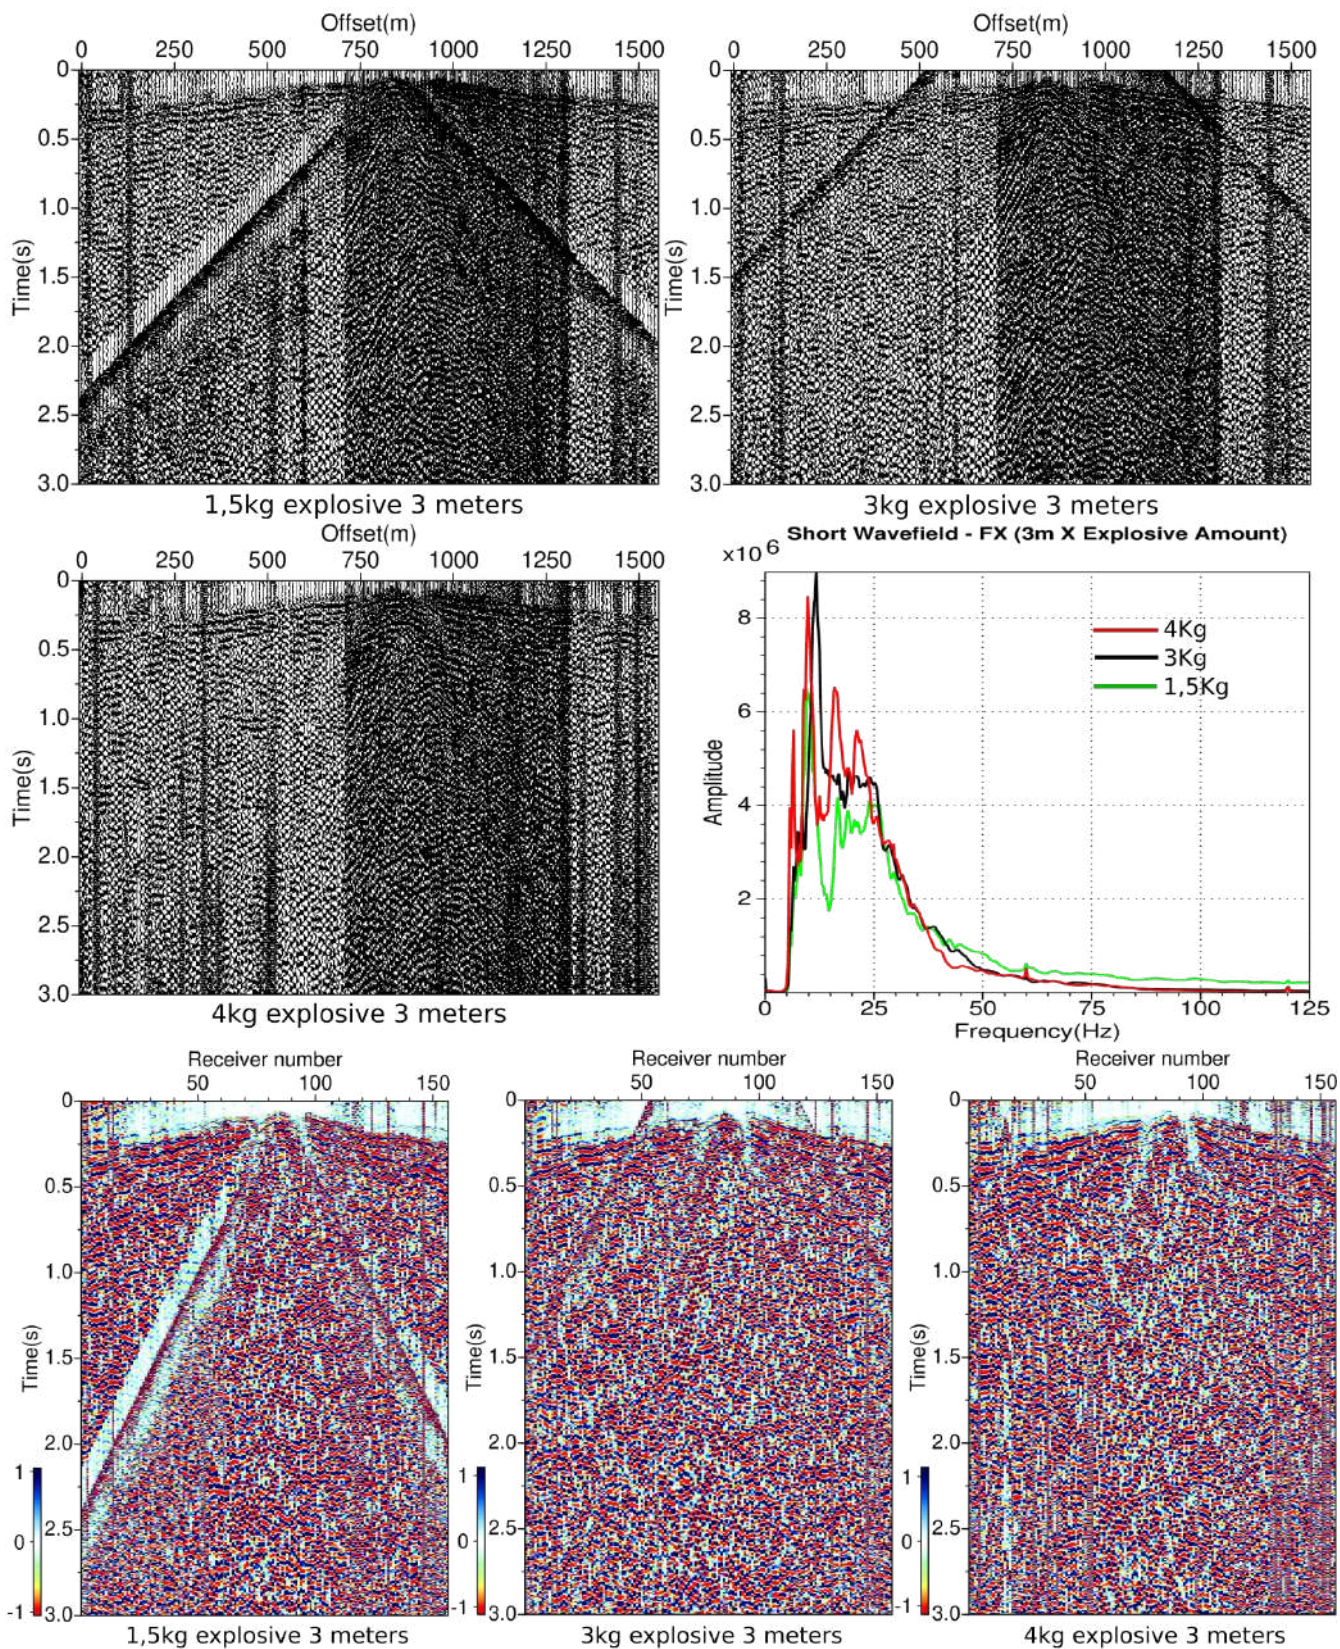 Offset(m)
0 250 500 750 1000 1250 1500
0
0.5
1.0
1.5
2.0
2.5
3.0
Time(s)
1,5kg explosive 3 meters
Offset(m)
0 250 500 750 1000 1250 1500
0
0.5
1.0
1.5
2.0
2.5
3.0
Time(s)
3kg explosive 3 meters
Offset(m)
0 250 500 750 1000 1250 1500
0
0.5
1.0
1.5
2.0
2.5
3.0
Time(s)
4kg explosive 3 meters
Short Wavefield - FX (3m X Explosive Amount)
x10 6
8
6
4
2
Amplitude
4Kg
3Kg
1,5Kg
0 25 50 75 100 125
Frequency(Hz)
Receiver number
50 100 150
0
0.5
1.0
1.5
2.0
2.5
3.0
Time(s)
1
0
-1
1,5kg explosive 3 meters
Receiver number
50 100 150
0
0.5
1.0
1.5
2.0
2.5
3.0
Time(s)
1
0
-1
3kg explosive 3 meters
Receiver number
50 100 150
0
0.5
1.0
1.5
2.0
2.5
3.0
Time(s)
1
0
-1
4kg explosive 3 meters